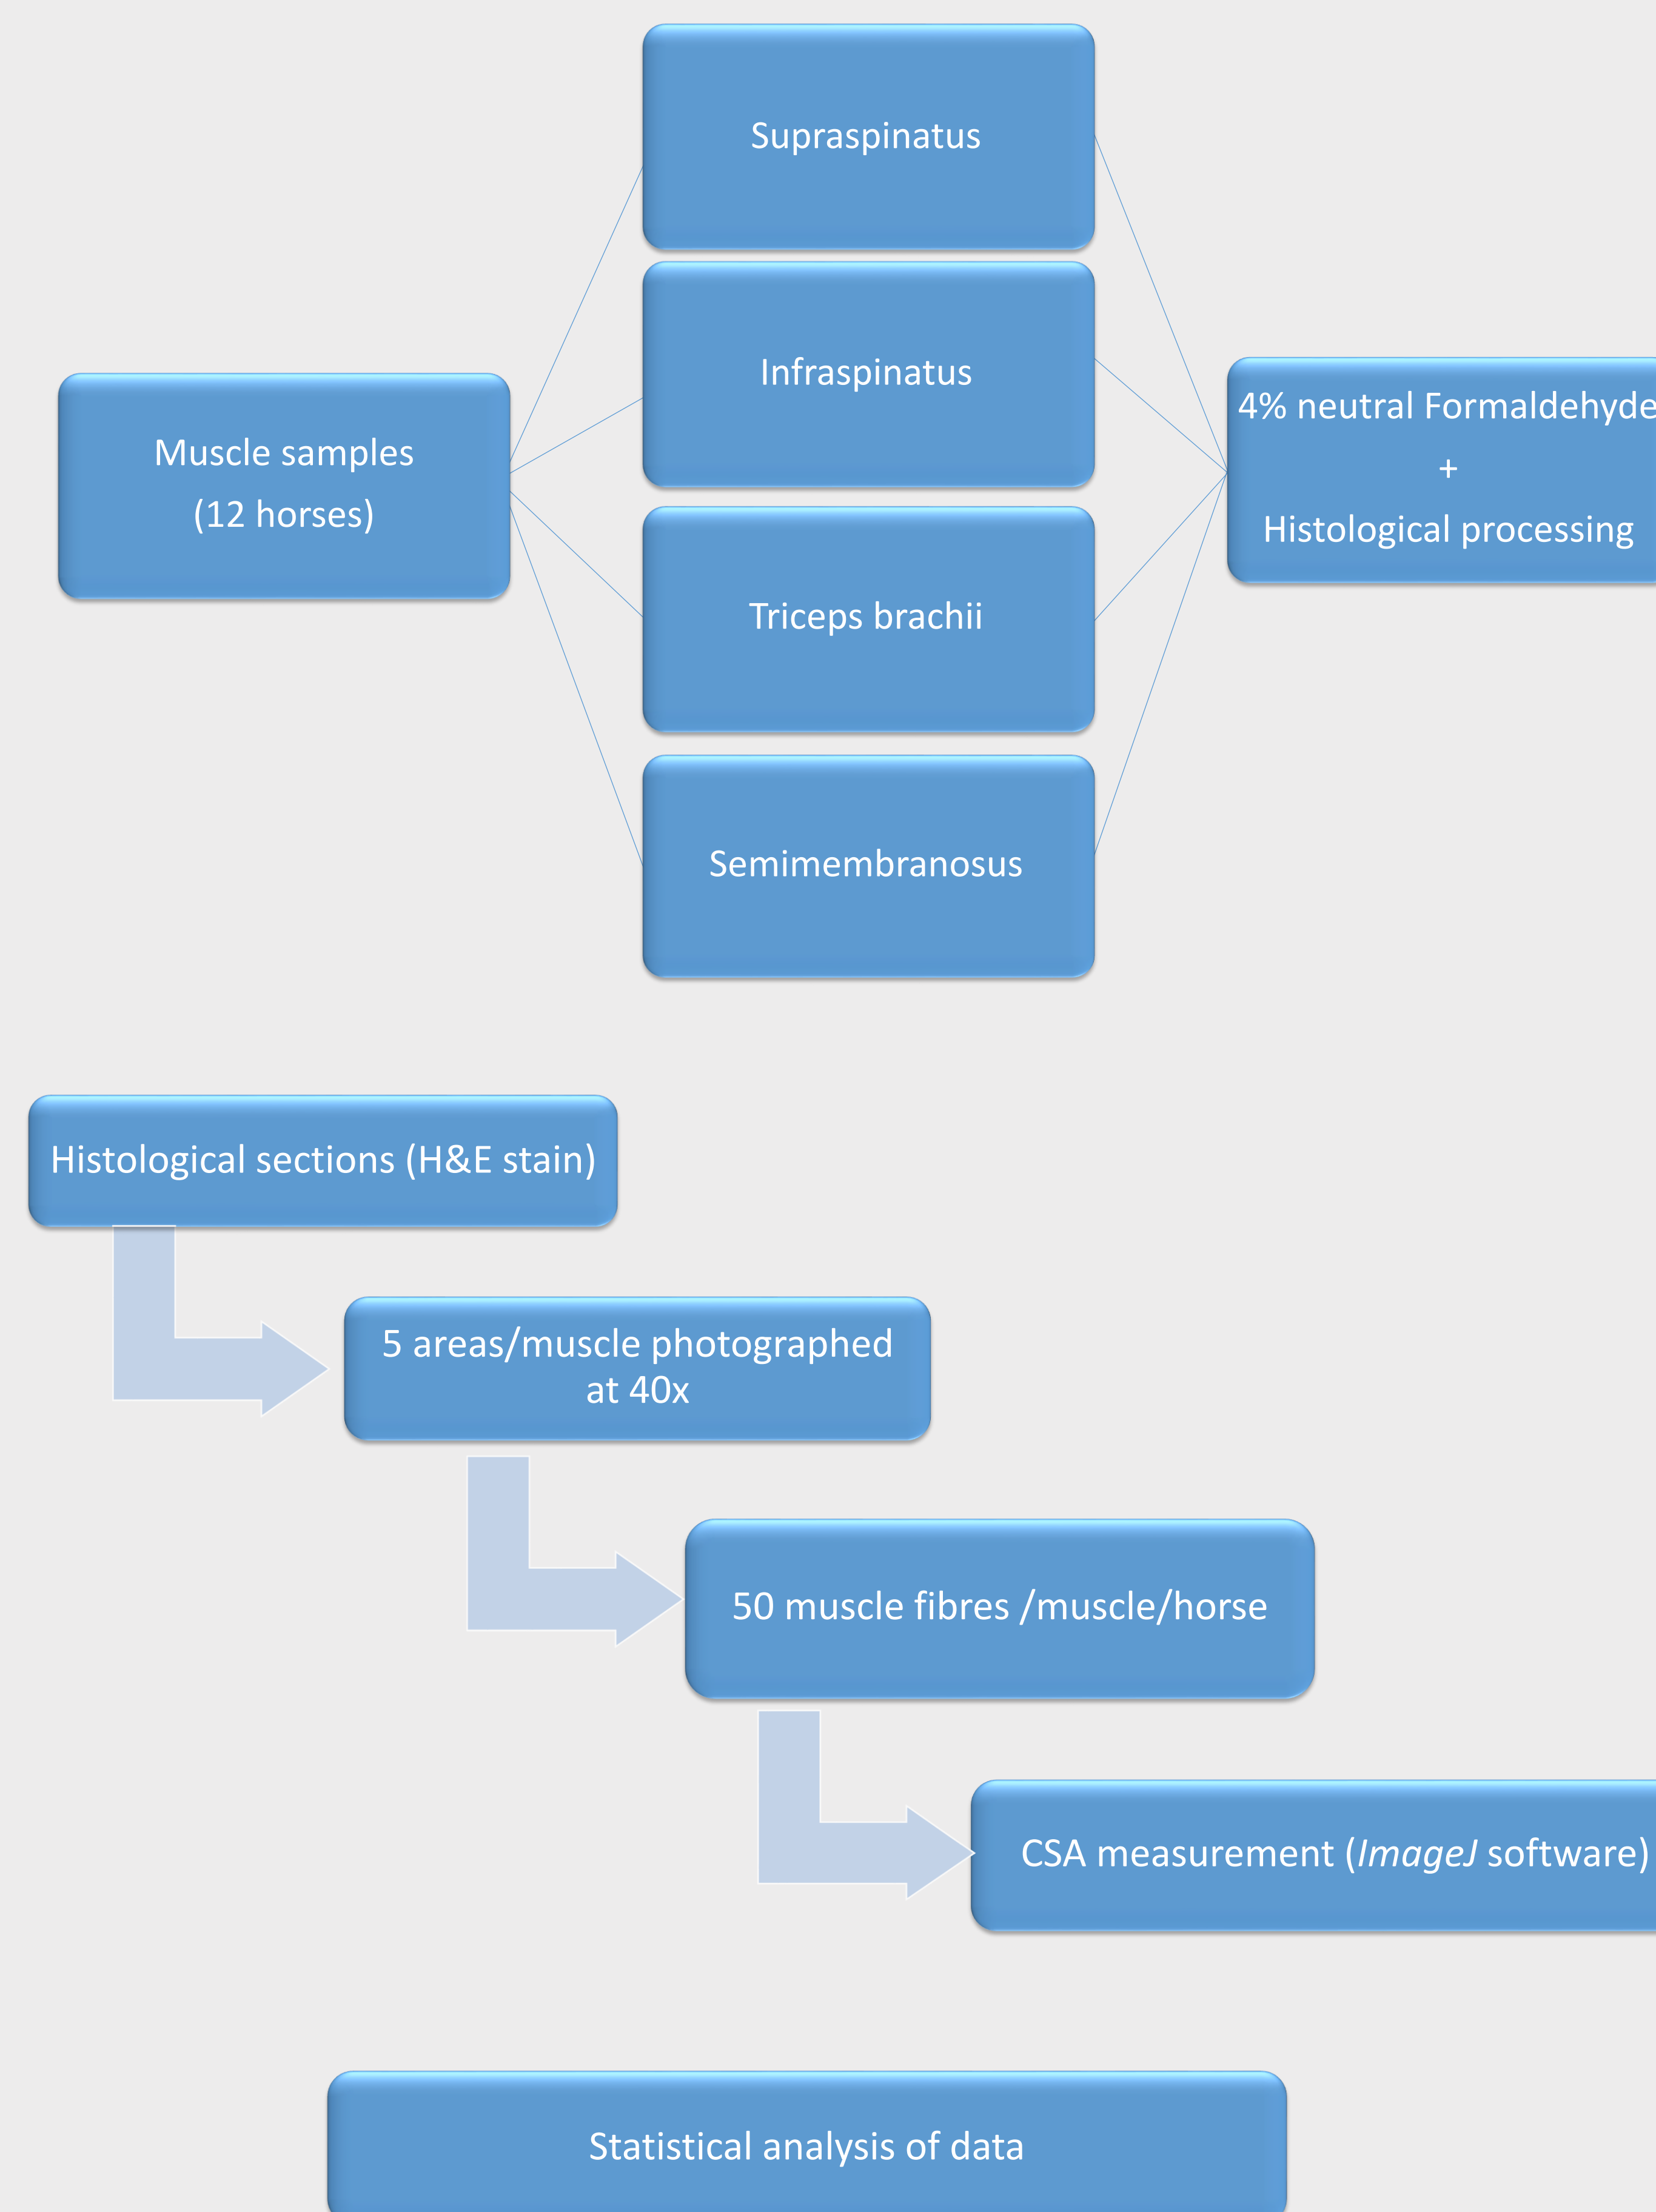 Supraspinatus
Infraspinatus
Muscle samples
(12 horses)
4% neutral Formaldehyde
+
Histological processing
Triceps brachii
Semimembranosus
Histological sections (H&E stain)
5 areas/muscle photographed
at 40x
50 muscle fibres /muscle/horse
CSA measurement (ImageJ software)
Statistical analysis of data